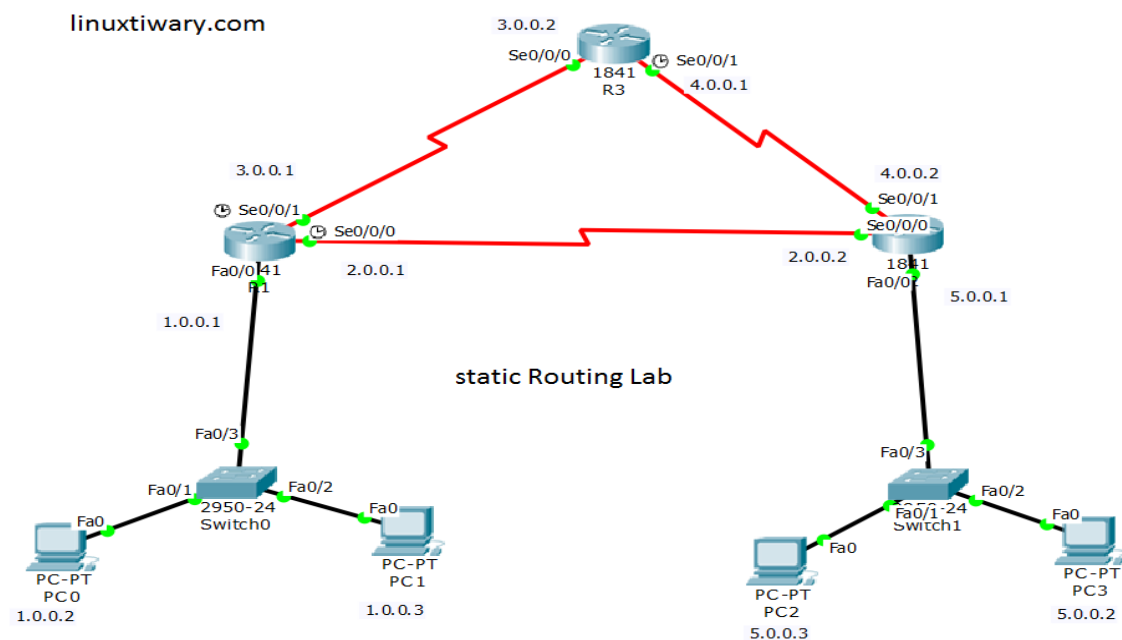 linuxtiwary.com
3.0.0.2
Se0/0/0
Se0/0/1
1841
R3
4.0.0.1
3.0.0.1
4.0.0.2
Se0/0/1
Se0/0/1
Se0/0/0
Se0/0/0
Fa0/0
41
R1
2.0.0.1
2.0.0.2
1841
Fa0/0
5.0.0.1
1.0.0.1
static Routing Lab
Fa0/3
Fa0/3
Fa0/1
Fa0/2
2950-24
Switch0
Fa0/2
Fa0/1
Switch1
Fa0
Fa0
Fa0
Fa0
PC-PT
PC0
1.0.0.2
PC-PT
PC1
1.0.0.3
PC-PT
PC2
5.0.0.3
PC-PT
PC3
5.0.0.2